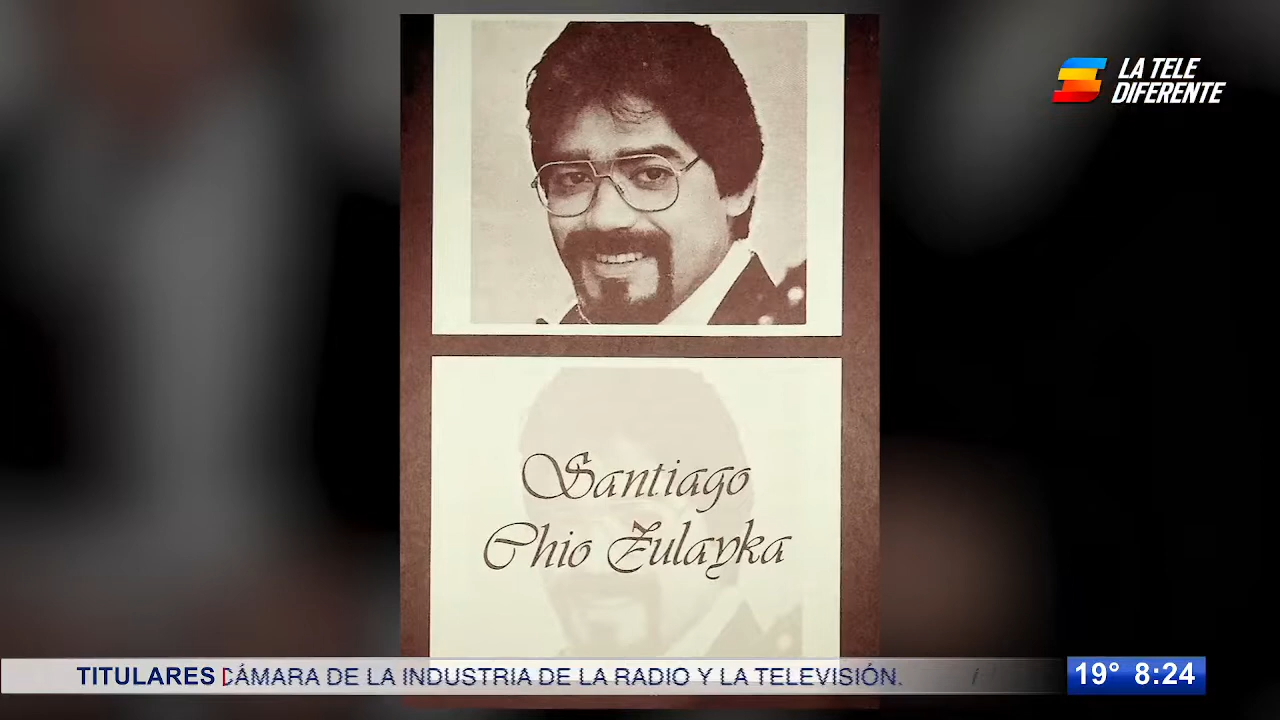 LA TELE
DIFERENTE
Santiago
Chio Zulayka
TITULARES CÁMARA DE LA INDUSTRIA DE LA RADIO Y LA TELEVISIÓN.
19° 8:24